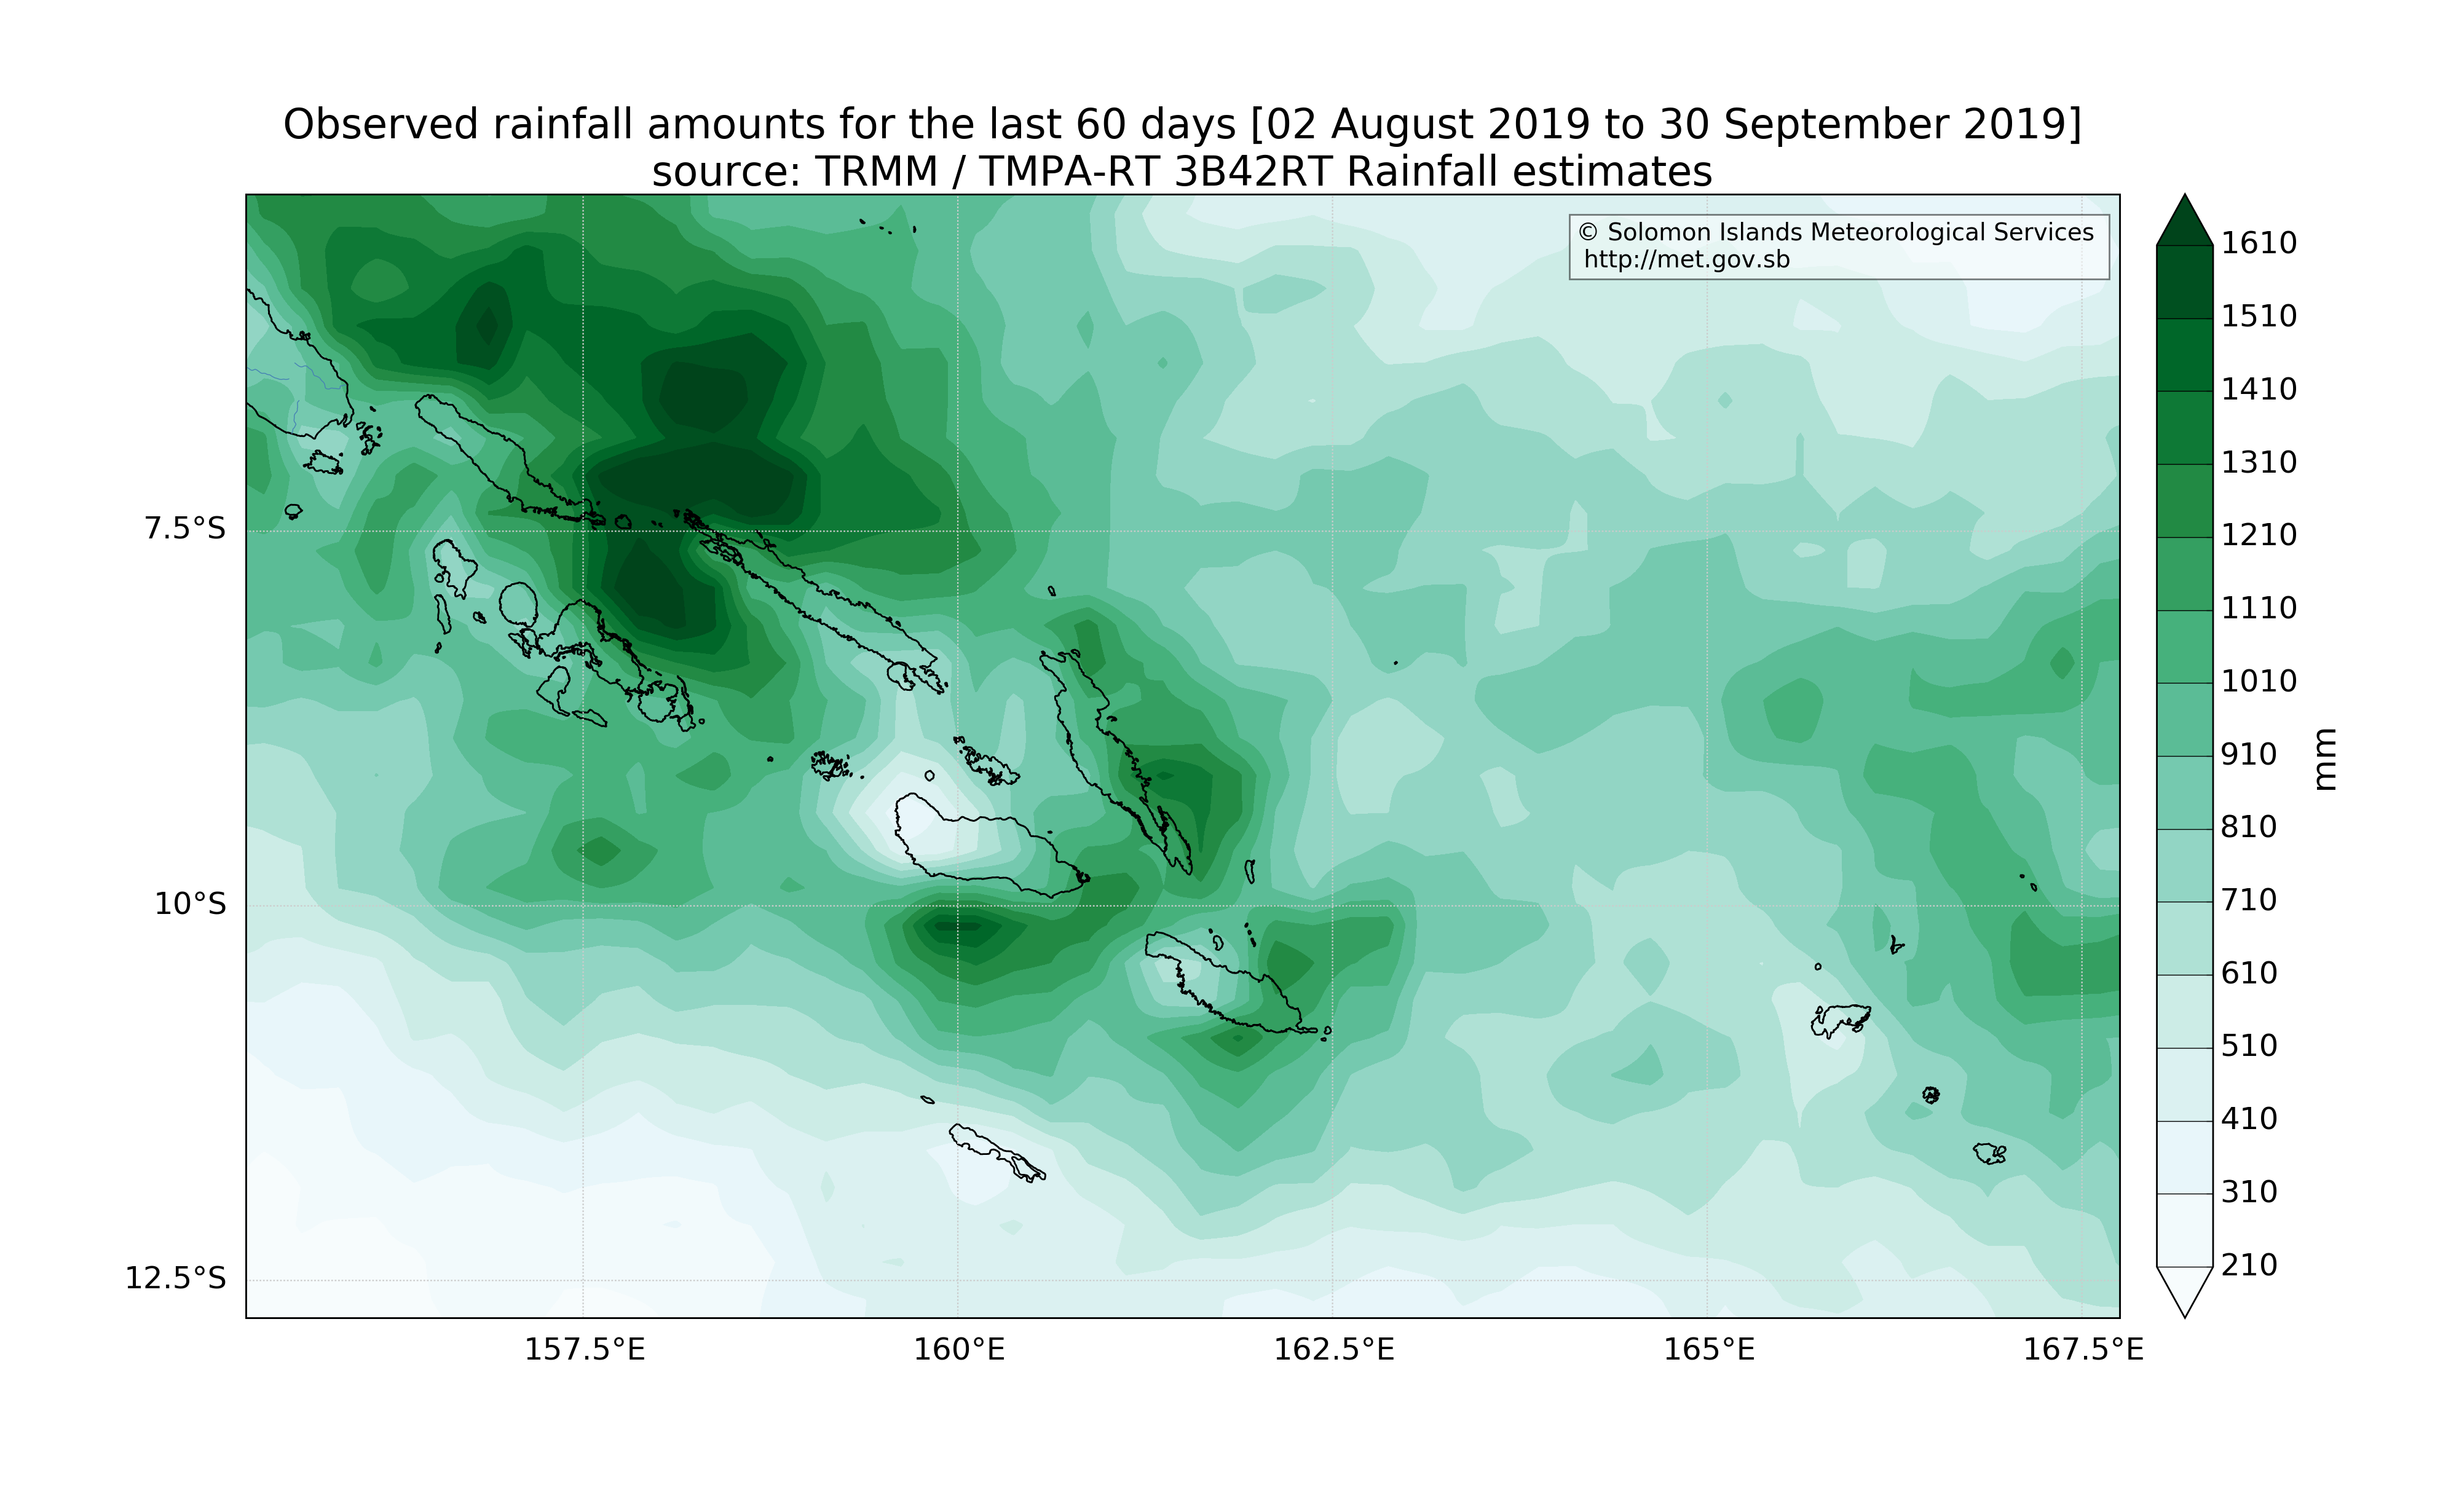 Observed rainfall amounts for the last 60 days [02 August 2019 to 30 September 2019]
source: TRMM / TMPA-RT 3B42RT Rainfall estimates
© Solomon Islands Meteorological Services
http://met.gov.sb
7.5°S
10°S
12.5°S
157.5°E
160°E
162.5°E
165°E
167.5°E
1610
1510
1410
1310
1210
1110
1010
910
810
710
610
510
410
310
210
mm